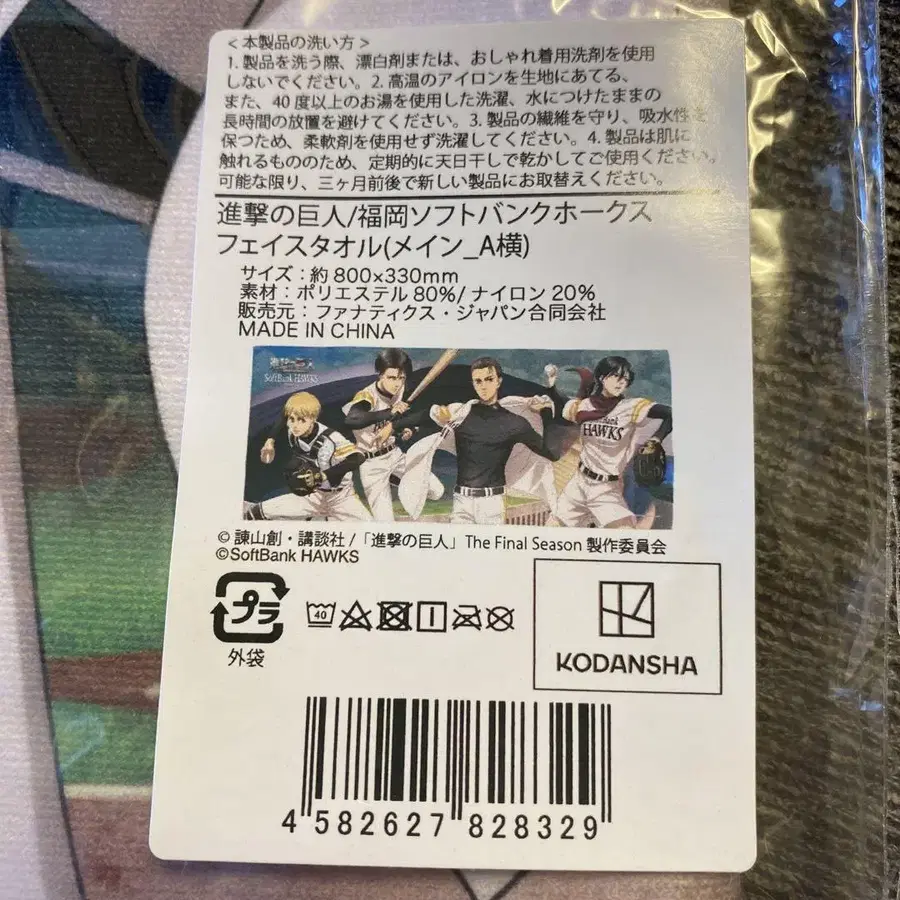 ＜本製品の洗い方＞
1. 製品を洗う際、漂白剤または、おしゃれ着用洗剤を使用
しないでください。2. 高温のアイロンを生地にあてる、
また、40 度以上のお湯を使用した洗濯、水につけたままの
長時間の放置を避けてください。3. 製品の繊維を守り、吸水性を
保つため、柔軟剤を使用せず洗濯してください。4. 製品は肌に
触れるもののため、定期的に天日干しで乾かしてご使用ください。
可能な限り、三ヶ月前後で新しい製品にお取替えください。
進撃の巨人/福岡ソフトバンクホークス
フェイスタオル(メイン_A横)
サイズ：約 800×330mm
素材：ポリエステル 80%/ ナイロン 20%
販売元：ファナティクス・ジャパン合同会社
MADE IN CHINA
進撃の巨人
SoftBank HAWKS
HAWKS
© 諫山創・講談社 /「進撃の巨人」The Final Season 製作委員会
©SoftBank HAWKS
プラ
外袋
40
KODANSHA
4 582627 828329